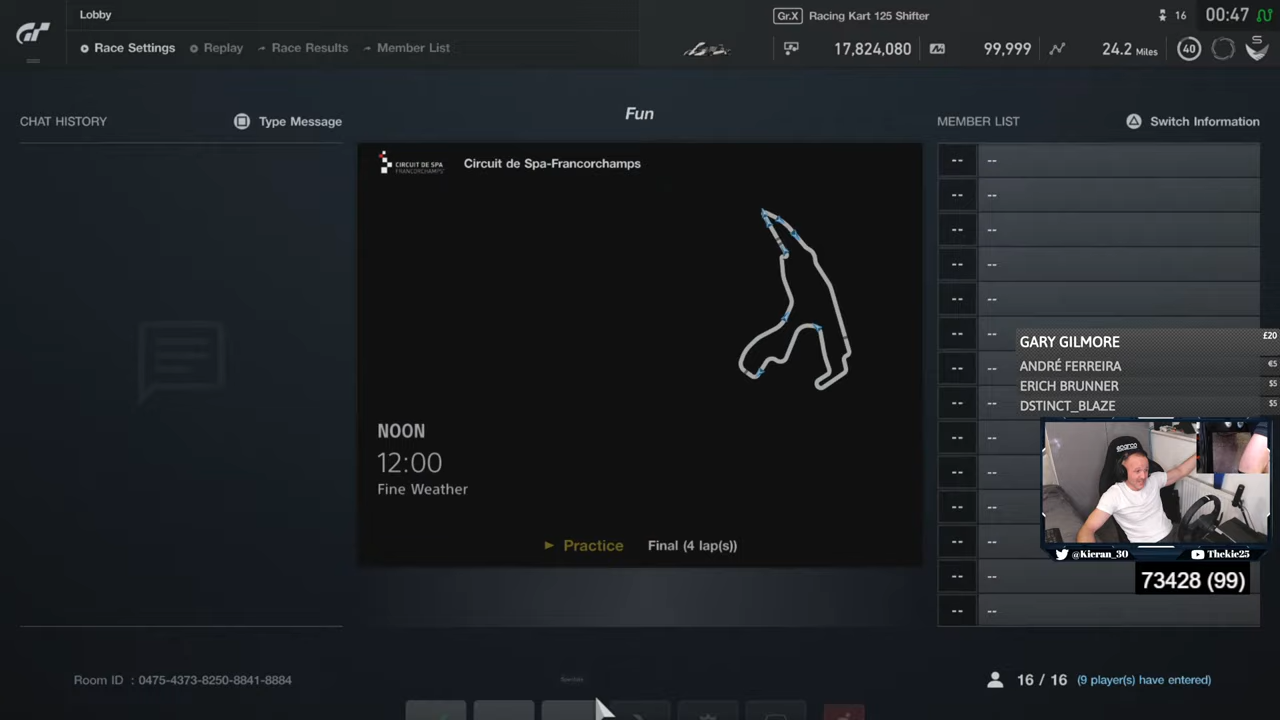 Lobby
Gr.X Racing Kart 125 Shifter
16
00:47
Race Settings
Replay
Race Results
Member List
17,824,080
99,999
24.2 Miles
40
S
CHAT HISTORY
Type Message
Fun
MEMBER LIST
Switch Information
CIRCUIT DE SPA
FRANCORCHAMPS
Circuit de Spa-Francorchamps
-- --
-- --
-- --
-- --
-- --
-- --
-- --
-- --
-- --
-- --
-- --
-- --
-- --
-- --
GARY GILMORE £20
ANDRÉ FERREIRA €5
ERICH BRUNNER $5
DSTINCT_BLAZE $5
sparco
NOON
12:00
Fine Weather
Practice
Final (4 lap(s))
@Kieran_30
Thekie25
73428 (99)
Room ID : 0475-4373-8250-8841-8884
16 / 16 (9 player(s) have entered)